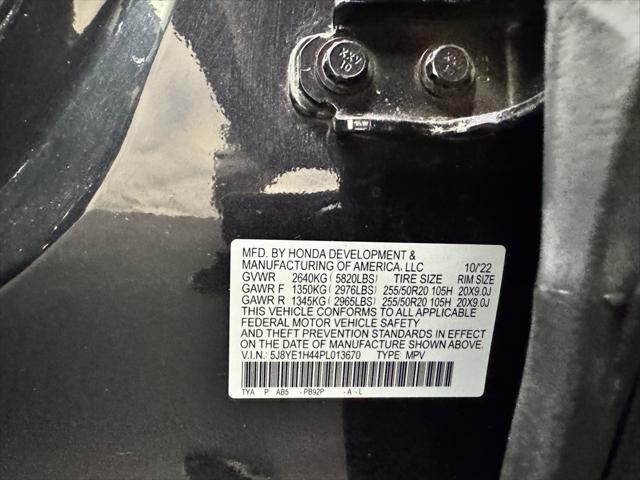 XXV
10
MFD. BY HONDA DEVELOPMENT &
MANUFACTURING OF AMERICA, LLC 10/'22
GVWR 2640KG ( 5820LBS) TIRE SIZE RIM SIZE
GAWR F 1350KG ( 2976LBS) 255/50R20 105H 20X9.0J
GAWR R 1345KG ( 2965LBS) 255/50R20 105H 20X9.0J
THIS VEHICLE CONFORMS TO ALL APPLICABLE
FEDERAL MOTOR VEHICLE SAFETY
AND THEFT PREVENTION STANDARDS IN EFFECT
ON THE DATE OF MANUFACTURE SHOWN ABOVE.
V.I.N.: 5J8YE1H44PL013670 TYPE: MPV
TYA P AB5 - PB92P - A - L